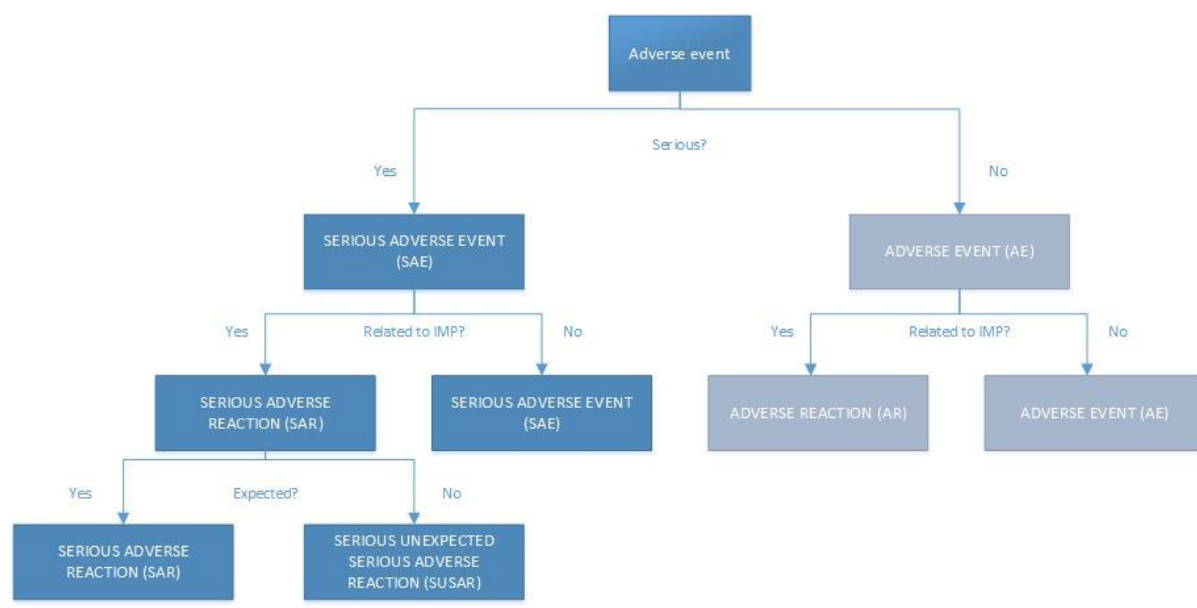 Adverse event
Serious?
Yes
No
SERIOUS ADVERSE EVENT
(SAE)
ADVERSE EVENT (AE)
Yes
Related to IMP?
No
Yes
Related to IMP?
No
SERIOUS ADVERSE
REACTION (SAR)
SERIOUS ADVERSE EVENT
(SAE)
ADVERSE REACTION (AR)
ADVERSE EVENT (AE)
Yes
Expected?
No
SERIOUS ADVERSE
REACTION (SAR)
SERIOUS UNEXPECTED
SERIOUS ADVERSE
REACTION (SUSAR)